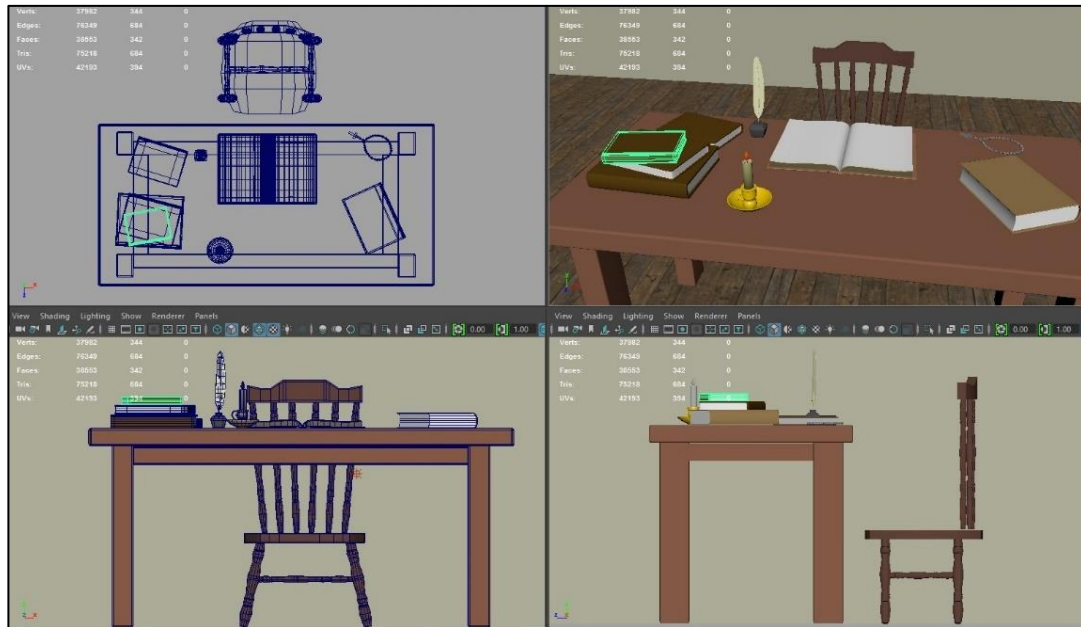 Verts: 37982 344 0
Edges: 76349 684 0
Faces: 38553 342 0
Tris: 75218 684 0
UVs: 42193 394 0
Verts: 37982 344 0
Edges: 76349 684 0
Faces: 38553 342 0
Tris: 75218 684 0
UVs: 42193 394 0
View Shading Lighting Show Renderer Panels
0.00 1.00
View Shading Lighting Show Renderer Panels
0.00 1.00
Verts: 37982 344 0
Edges: 76349 684 0
Faces: 38553 342 0
Tris: 75218 684 0
UVs: 42193 394 0
Verts: 37982 344 0
Edges: 76349 684 0
Faces: 38553 342 0
Tris: 75218 684 0
UVs: 42193 394 0